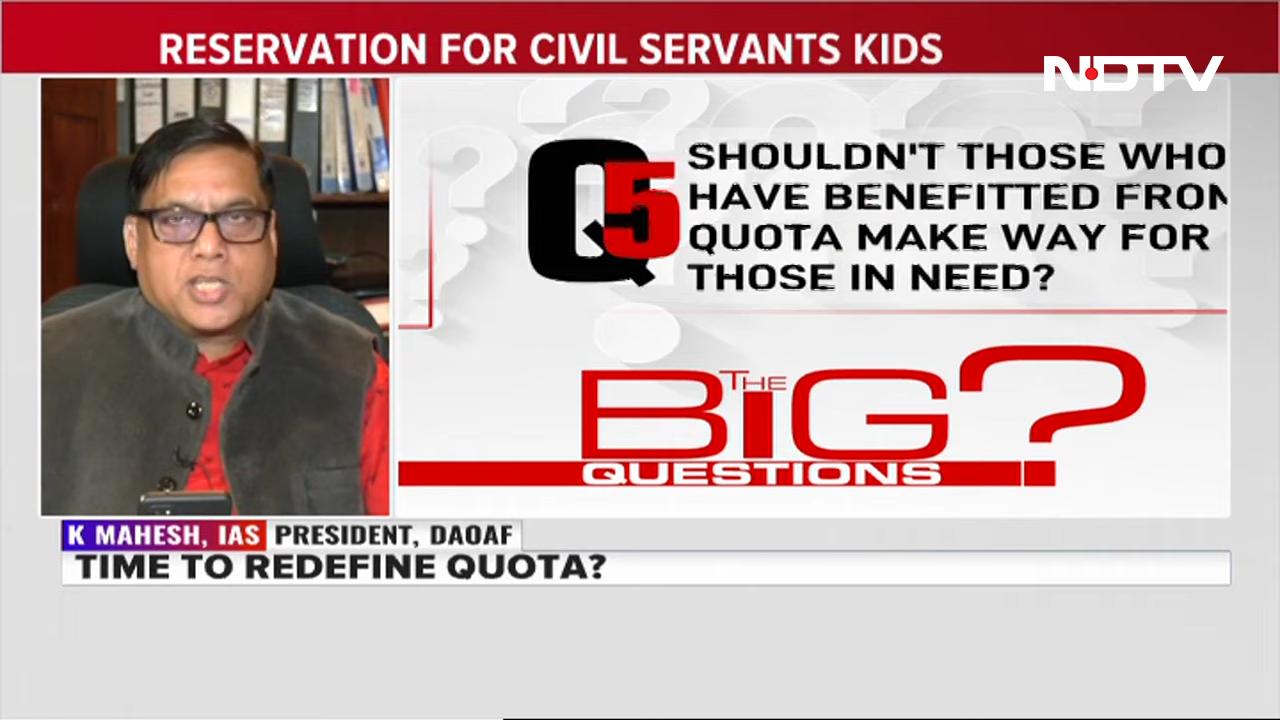 RESERVATION FOR CIVIL SERVANTS KIDS
NDTV
Q5
SHOULDN'T THOSE WHO
HAVE BENEFITTED FROM
QUOTA MAKE WAY FOR
THOSE IN NEED?
THE
BIG?
QUESTIONS
K MAHESH, IAS PRESIDENT, DAOAF
TIME TO REDEFINE QUOTA?